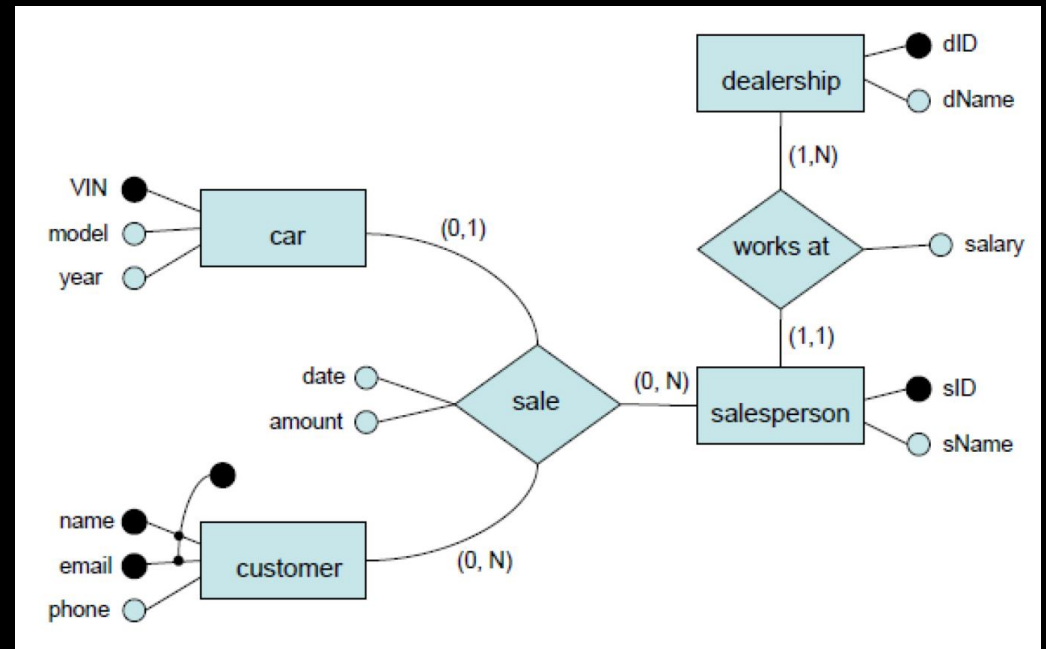 dID
dealership
dName
(1,N)
VIN
model
car
(0,1)
year
works at
salary
(1,1)
date
(0, N)
sale
sID
amount
salesperson
sName
name
email
customer
(0, N)
phone